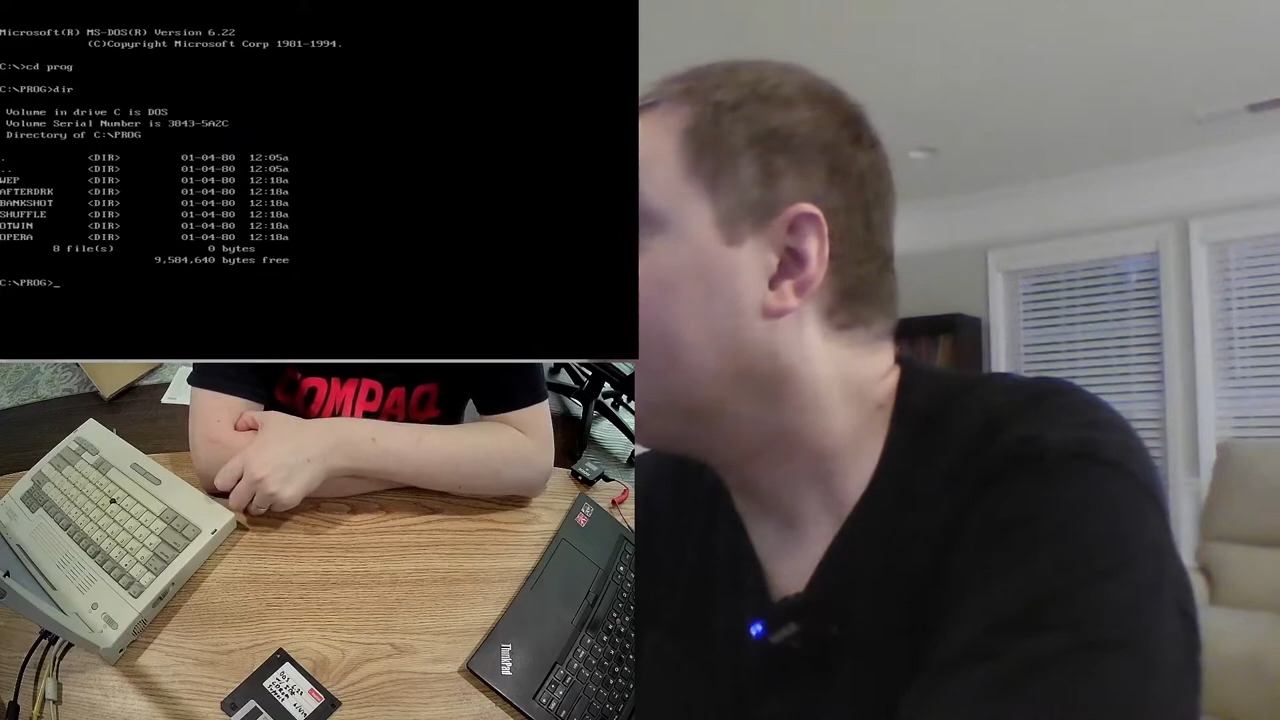 Microsoft(R) MS-DOS(R) Version 6.22
(C)Copyright Microsoft Corp 1981-1994.
C:\>cd prog
C:\PROG>dir
Volume in drive C is DOS
Volume Serial Number is 3843-5A2C
Directory of C:\PROG
. <DIR> 01-04-80 12:05a
.. <DIR> 01-04-80 12:05a
WEP <DIR> 01-04-80 12:18a
AFTERDRK <DIR> 01-04-80 12:18a
BANKSHOT <DIR> 01-04-80 12:18a
SHUFFLE <DIR> 01-04-80 12:18a
OTWIN <DIR> 01-04-80 12:18a
OPERA <DIR> 01-04-80 12:18a
8 file(s) 0 bytes
9,584,640 bytes free
C:\PROG>_
COMPAQ
ThinkPad
DOS 6.22
CDROM